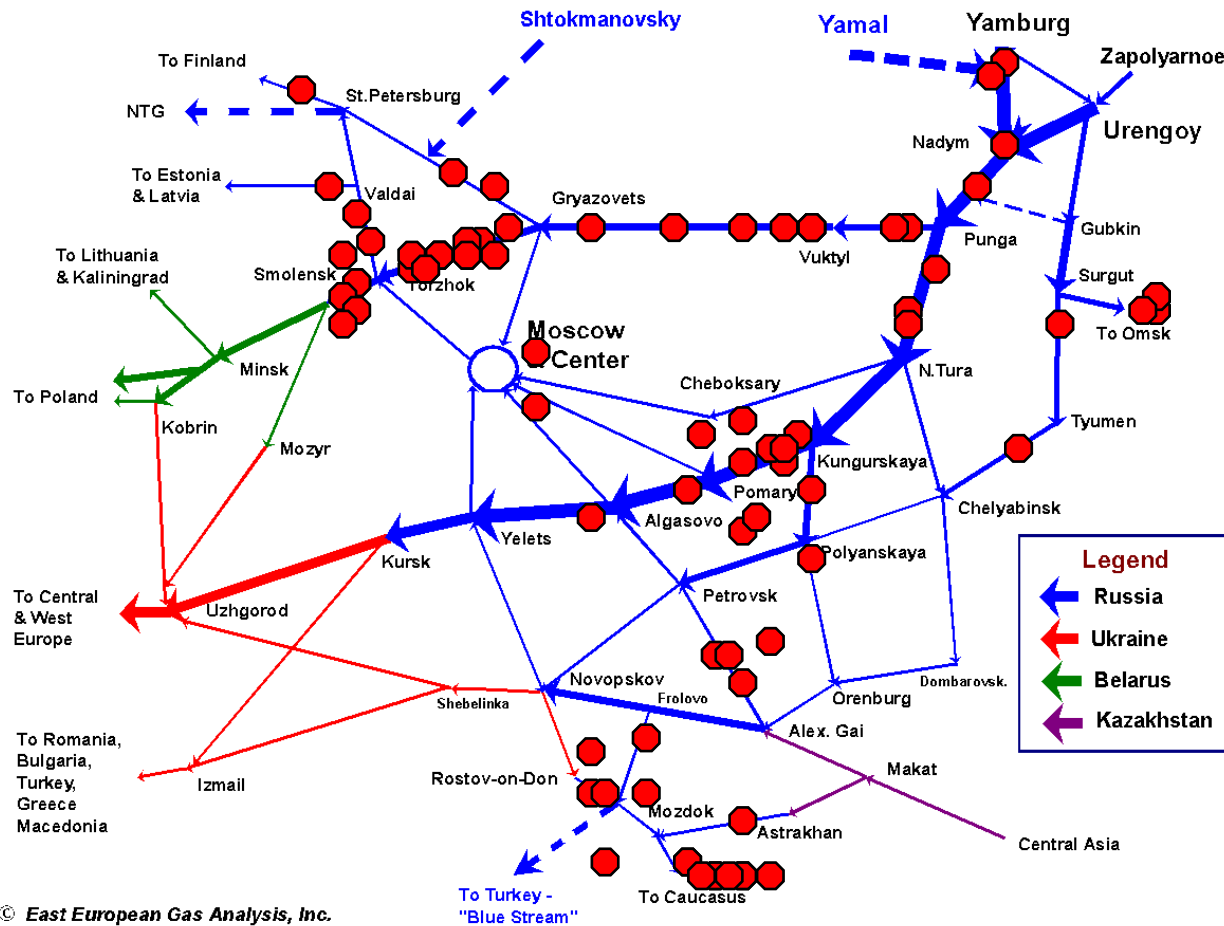 Shtokmanovsky
Yamal
Yamburg
Zapolyarnoe
To Finland
St.Petersburg
NTG
Urengoy
Nadym
To Estonia
& Latvia
Valdai
Gryazovets
Punga
Gubkin
Vuktyl
To Lithuania
& Kaliningrad
Smolensk
Torzhok
Surgut
To Omsk
Moscow
& Center
Minsk
N.Tura
To Poland
Cheboksary
Kobrin
Mozyr
Tyumen
Kungurskaya
Pomary
Chelyabinsk
Algasovo
Yelets
Kursk
Polyanskaya
Legend
Russia
Ukraine
Belarus
Kazakhstan
To Central
& West
Europe
Uzhgorod
Petrovsk
Novopskov
Frolovo
Shebelinka
Orenburg
Dombarovsk.
Alex. Gai
To Romania,
Bulgaria,
Turkey,
Greece
Macedonia
Izmail
Rostov-on-Don
Makat
Mozdok
Astrakhan
Central Asia
To Turkey -
"Blue Stream"
To Caucasus
© East European Gas Analysis, Inc.